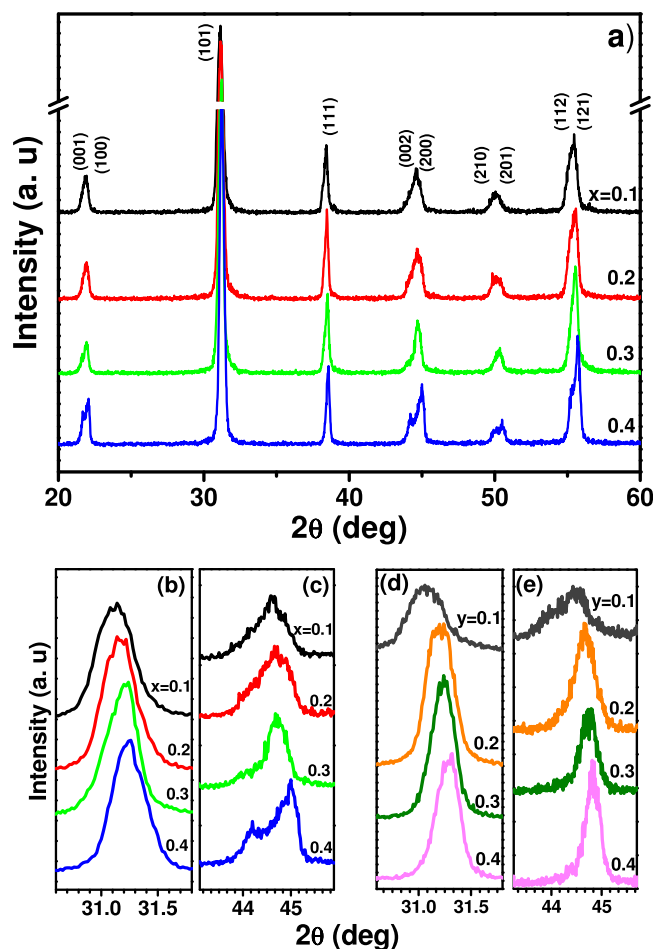 a)
(001)
(100)
(101)
(111)
(002)
(200)
(210)
(201)
(112)
(121)
x=0.1
0.2
0.3
0.4
Intensity (a. u)
20 30 40 50 60
2θ (deg)
(b) (c) (d) (e)
x=0.1
0.2
0.3
0.4
x=0.1
0.2
0.3
0.4
y=0.1
0.2
0.3
0.4
y=0.1
0.2
0.3
0.4
Intensity (a. u)
31.0 31.5 44 45 31.0 31.5 44 45
2θ (deg)